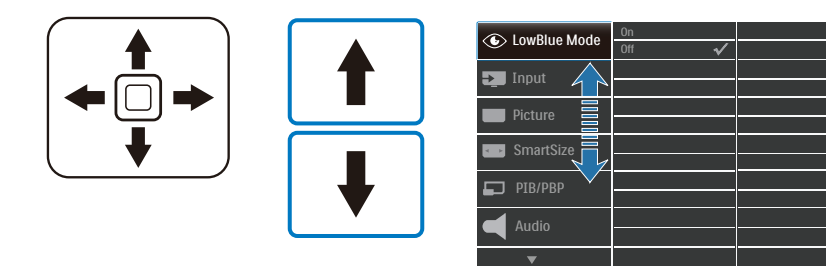 LowBlue Mode
On
Off
Input
Picture
SmartSize
PIB/PBP
Audio